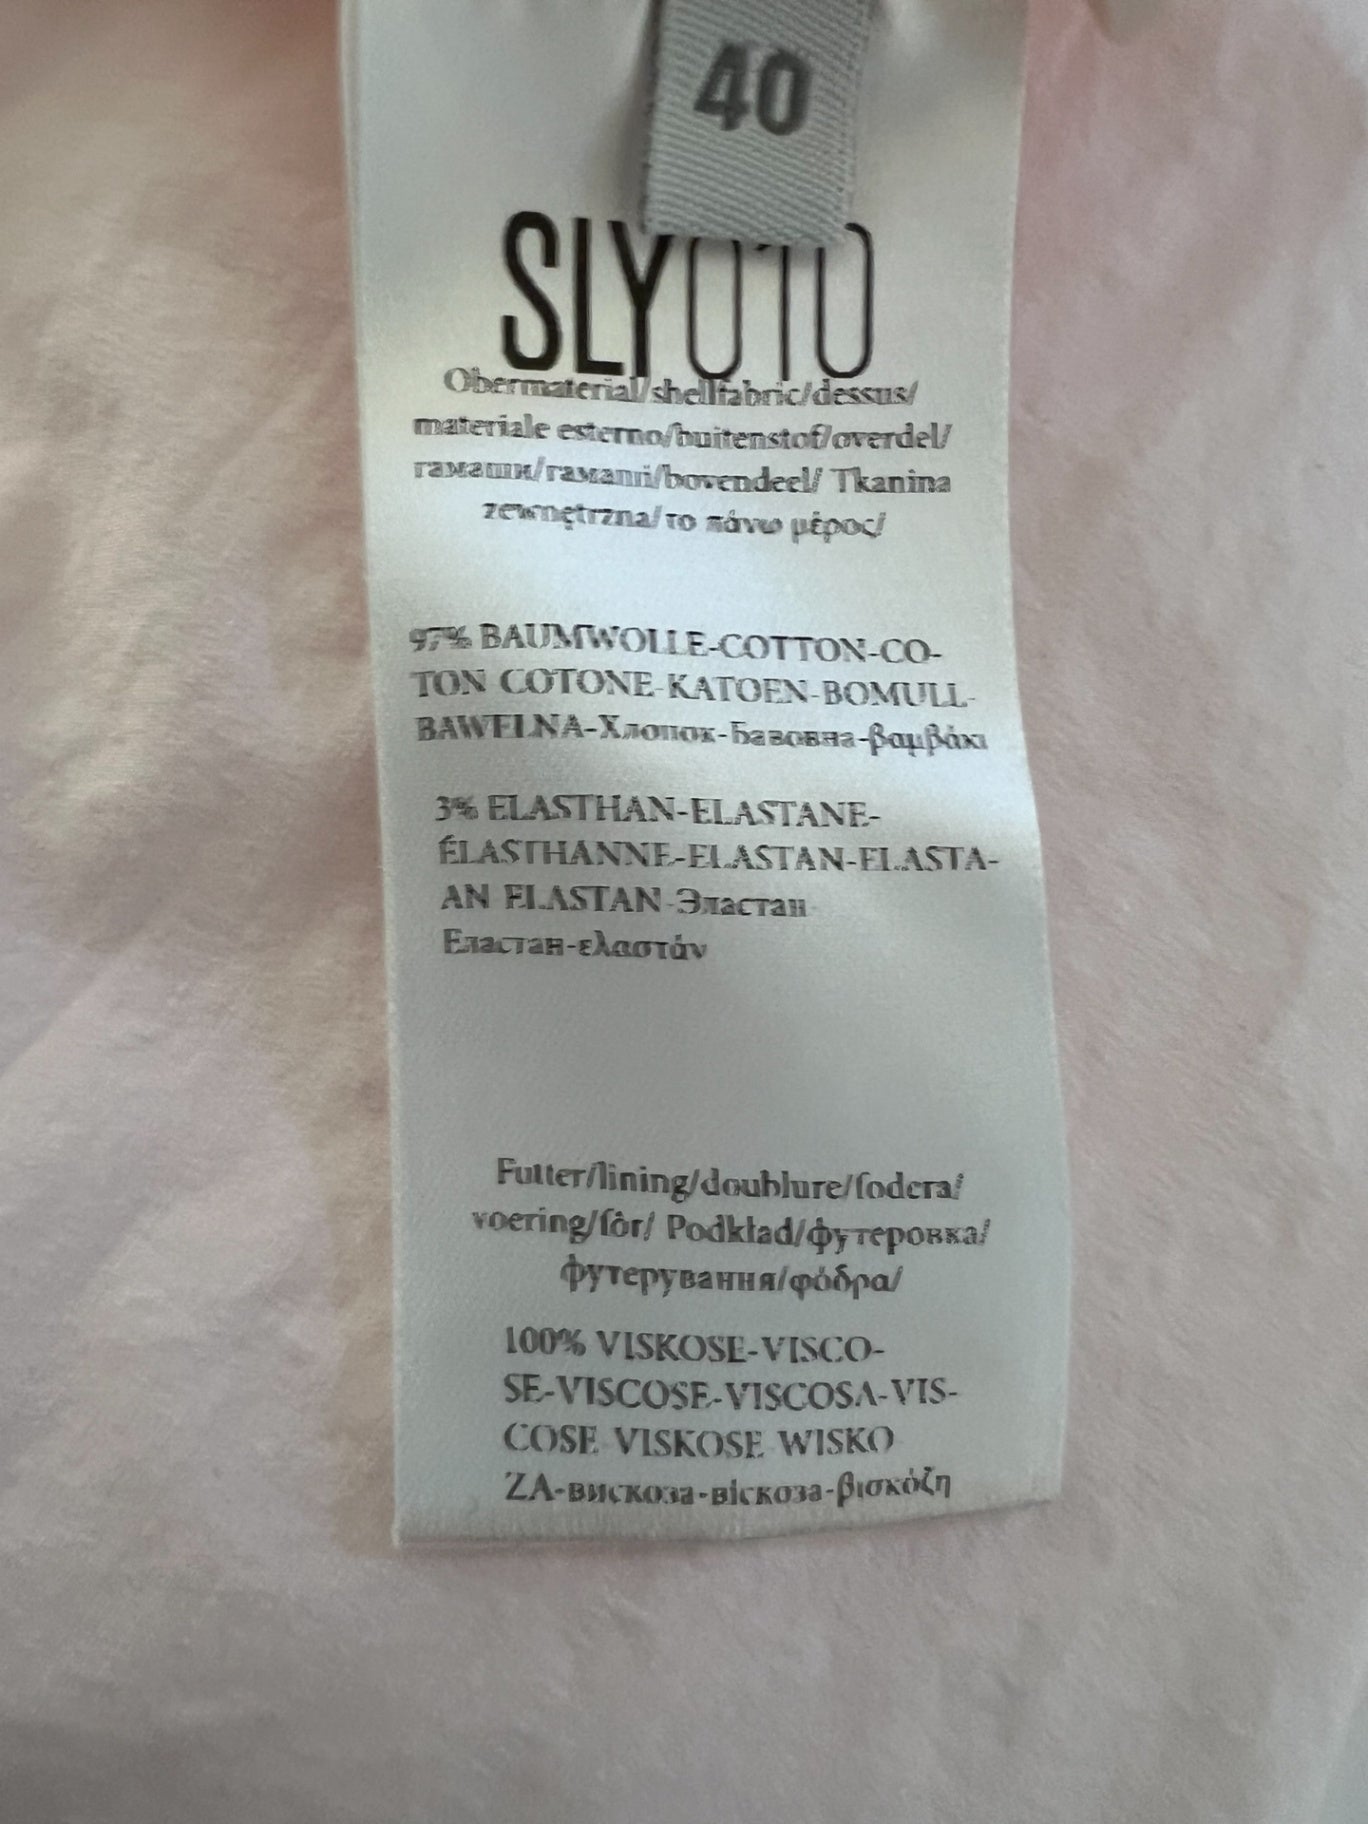 40
SLY010
Obermaterial/shellfabric/dessus/
materiale esterno/buitenstof/overdel/
гамаши/гамаші/bovendeel/ Tkanina
zewnętrzna/το πάνω μέρος/
97% BAUMWOLLE-COTTON-CO-
TON COTONE-KATOEN-BOMULL-
BAWEŁNA-Хлопок-Бавовна-βαμβάκι
3% ELASTHAN-ELASTANE-
ÉLASTHANNE-ELASTAN-ELASTA-
AN ELASTAN-Эластан
Еластан-ελαστάν
Futter/lining/doublure/fodera/
voering/fôr/ Podkład/футеровка/
футерування/φόδρα/
100% VISKOSE-VISCO-
SE-VISCOSE-VISCOSA-VIS-
COSE VISKOSE WISKO
ZA-вискоза-віскоза-βισκόζη